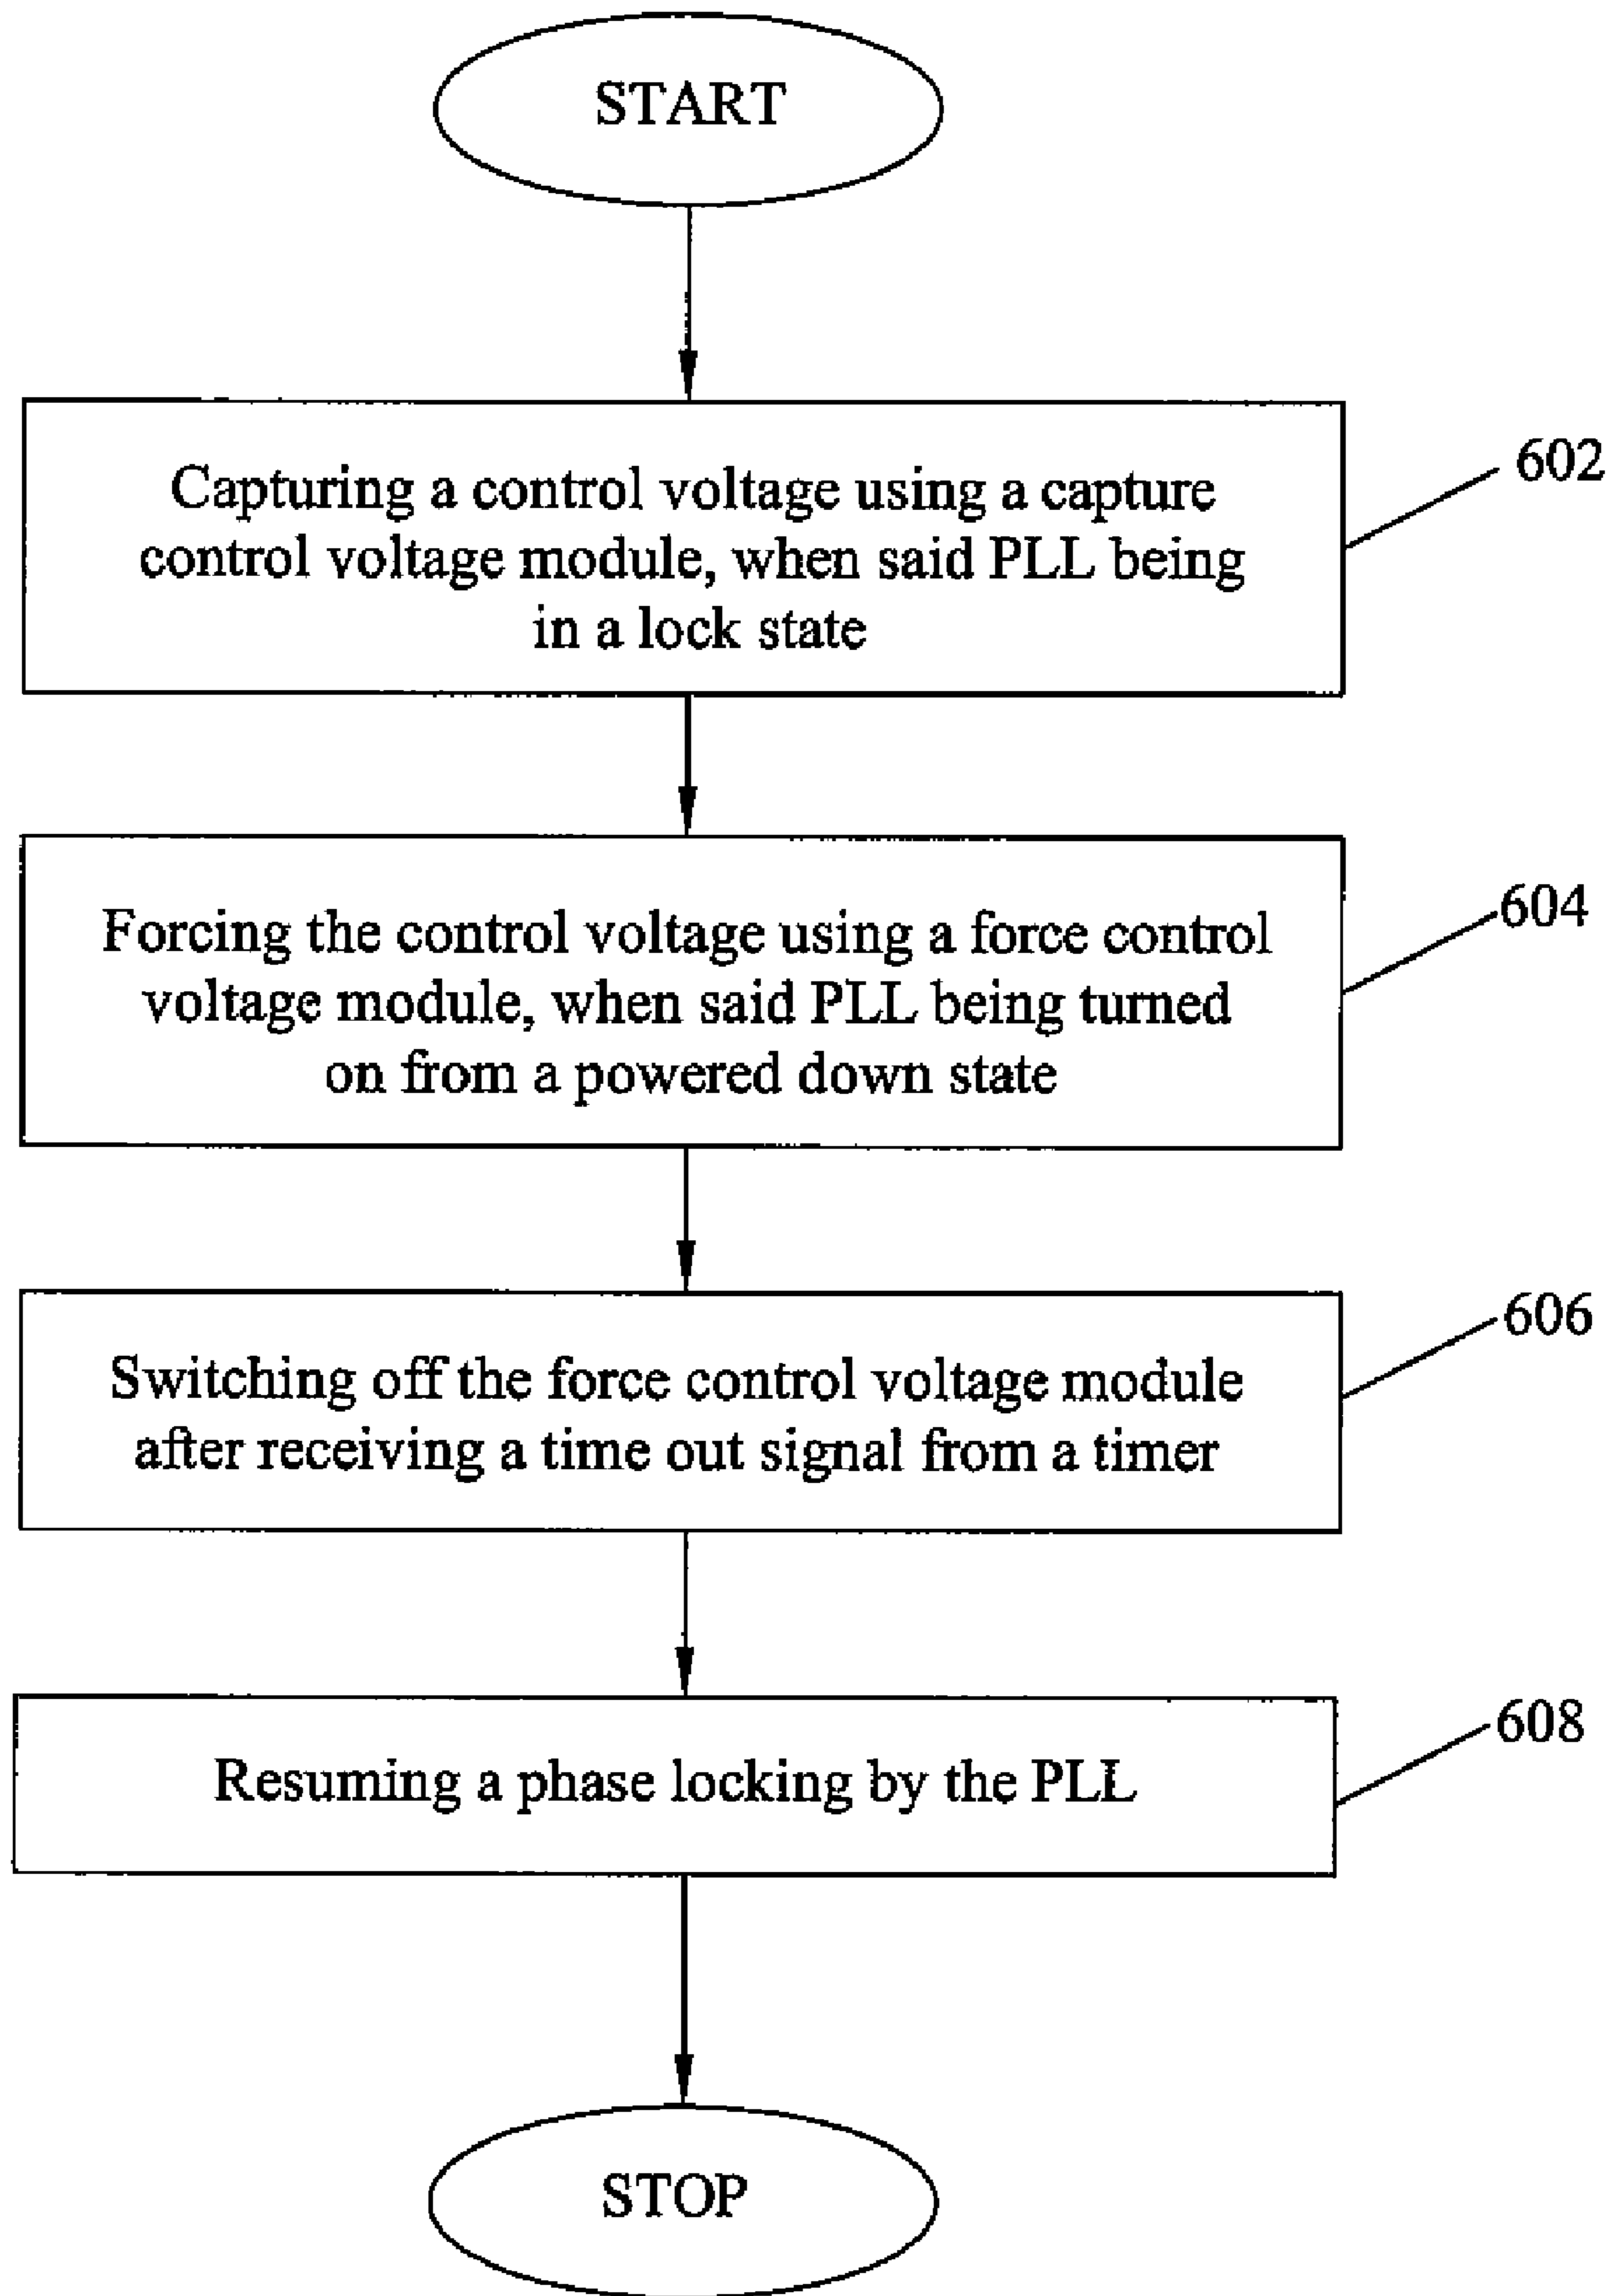 START
Capturing a control voltage using a capture
control voltage module, when said PLL being
in a lock state
602
Forcing the control voltage using a force control
voltage module, when said PLL being turned
on from a powered down state
604
Switching off the force control voltage module
after receiving a time out signal from a timer
606
Resuming a phase locking by the PLL
608
STOP